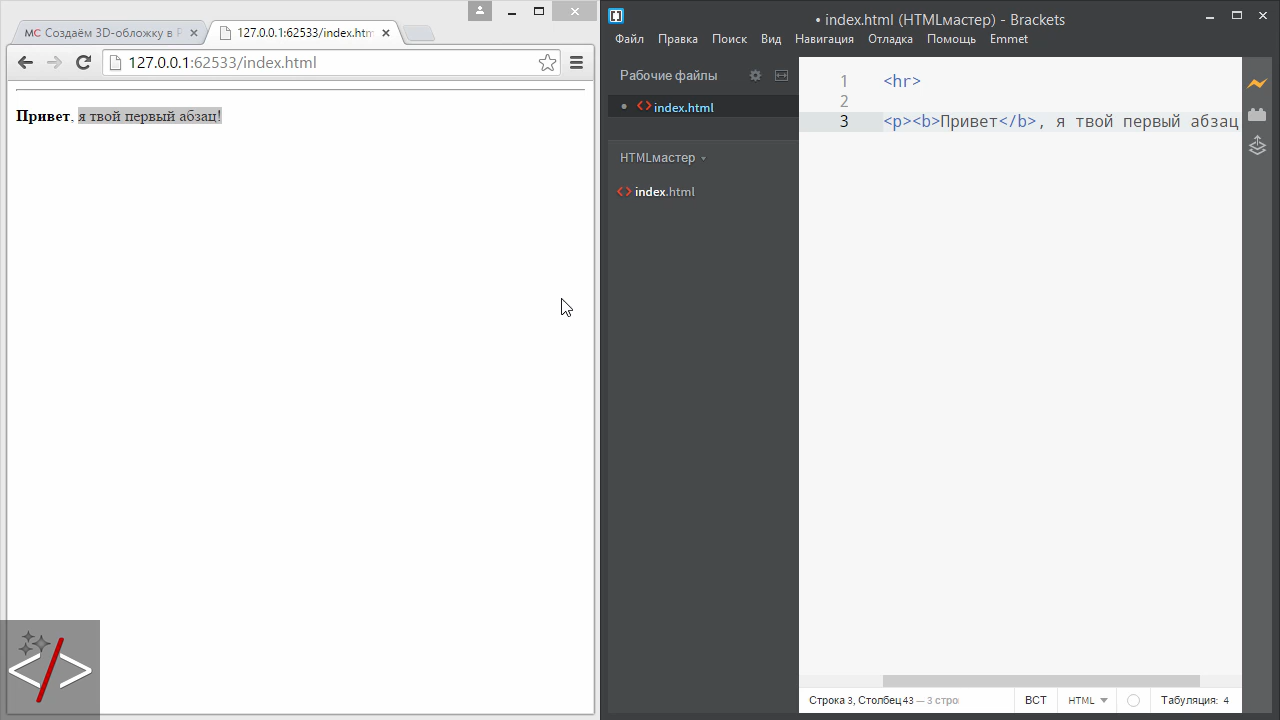 МС Создаём 3D-обложку в
127.0.0.1:62533/index.htm
127.0.0.1:62533/index.html
Привет, я твой первый абзац!
• index.html (HTMLмастер) - Brackets
Файл Правка Поиск Вид Навигация Отладка Помощь Emmet
Рабочие файлы
index.html
HTMLмастер
index.html
1 <hr>
2
3 <p><b>Привет</b>, я твой первый абзац
Строка 3, Столбец 43 — 3 стро
ВСТ
HTML
Табуляция: 4
</>